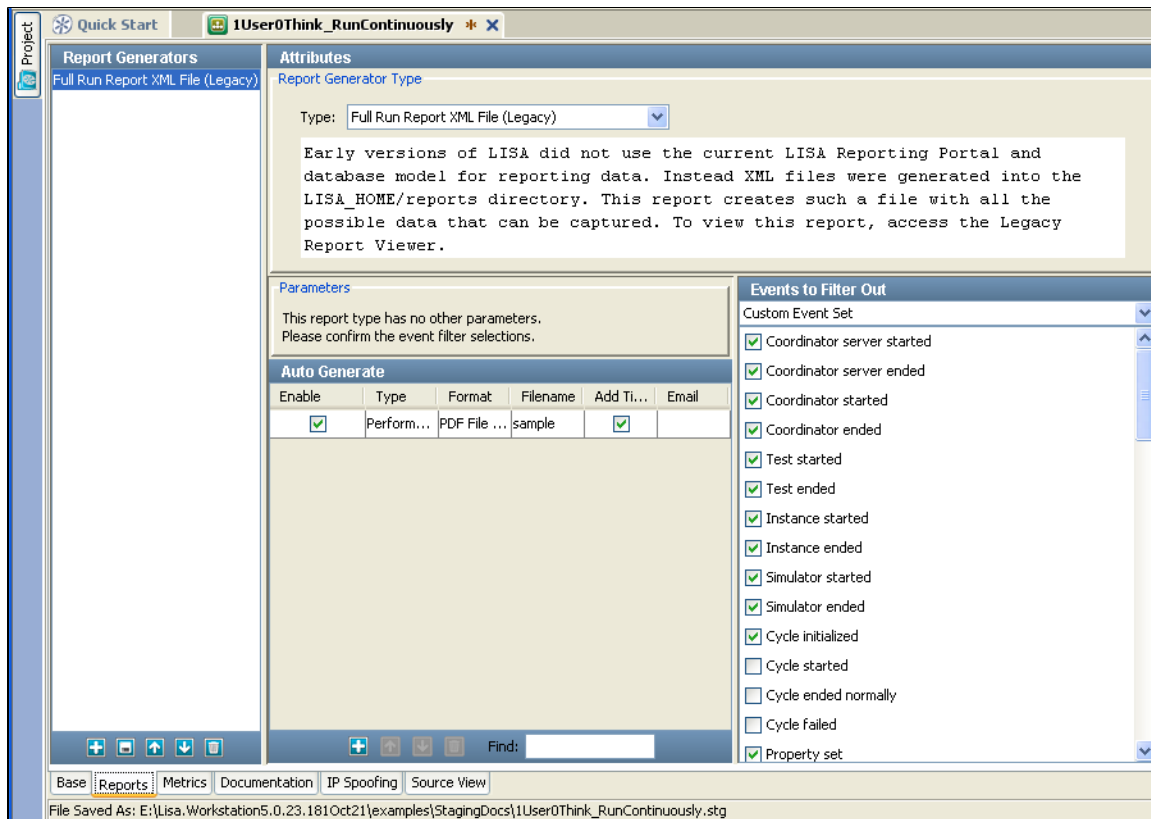 Project
Quick Start
1User0Think_RunContinuously *
Report Generators
Full Run Report XML File (Legacy)
Attributes
Report Generator Type
Type: Full Run Report XML File (Legacy)
Early versions of LISA did not use the current LISA Reporting Portal and
database model for reporting data. Instead XML files were generated into the
LISA_HOME/reports directory. This report creates such a file with all the
possible data that can be captured. To view this report, access the Legacy
Report Viewer.
Parameters
This report type has no other parameters.
Please confirm the event filter selections.
Auto Generate
Enable Type Format Filename Add Ti... Email
Perform... PDF File ... sample
Find:
Events to Filter Out
Custom Event Set
Coordinator server started
Coordinator server ended
Coordinator started
Coordinator ended
Test started
Test ended
Instance started
Instance ended
Simulator started
Simulator ended
Cycle initialized
Cycle started
Cycle ended normally
Cycle failed
Property set
Base Reports Metrics Documentation IP Spoofing Source View
File Saved As: E:\Lisa.Workstation5.0.23.181Oct21\examples\StagingDocs\1User0Think_RunContinuously.stg